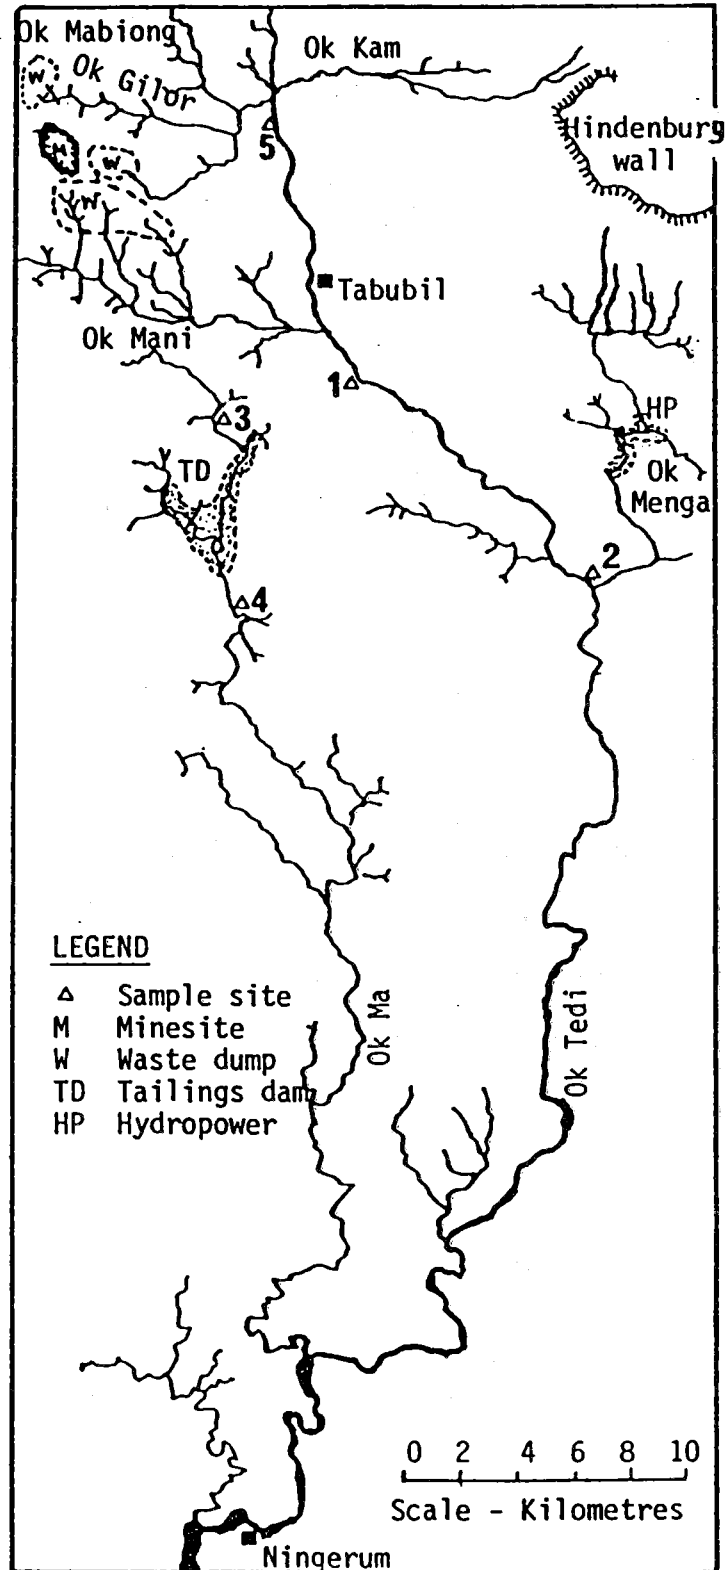 Ok Mabiong
Ok Kam
W
Ok Gilor
Hindenburg
wall
5
M
W
W
Tabubil
Ok Mani
1
3
HP
TD
Ok
Menga
2
4
LEGEND
Sample site
M Minesite
W Waste dump
TD Tailings dam
HP Hydropower
Ok Ma
Ok Tedi
0 2 4 6 8 10
Scale - Kilometres
Ningerum